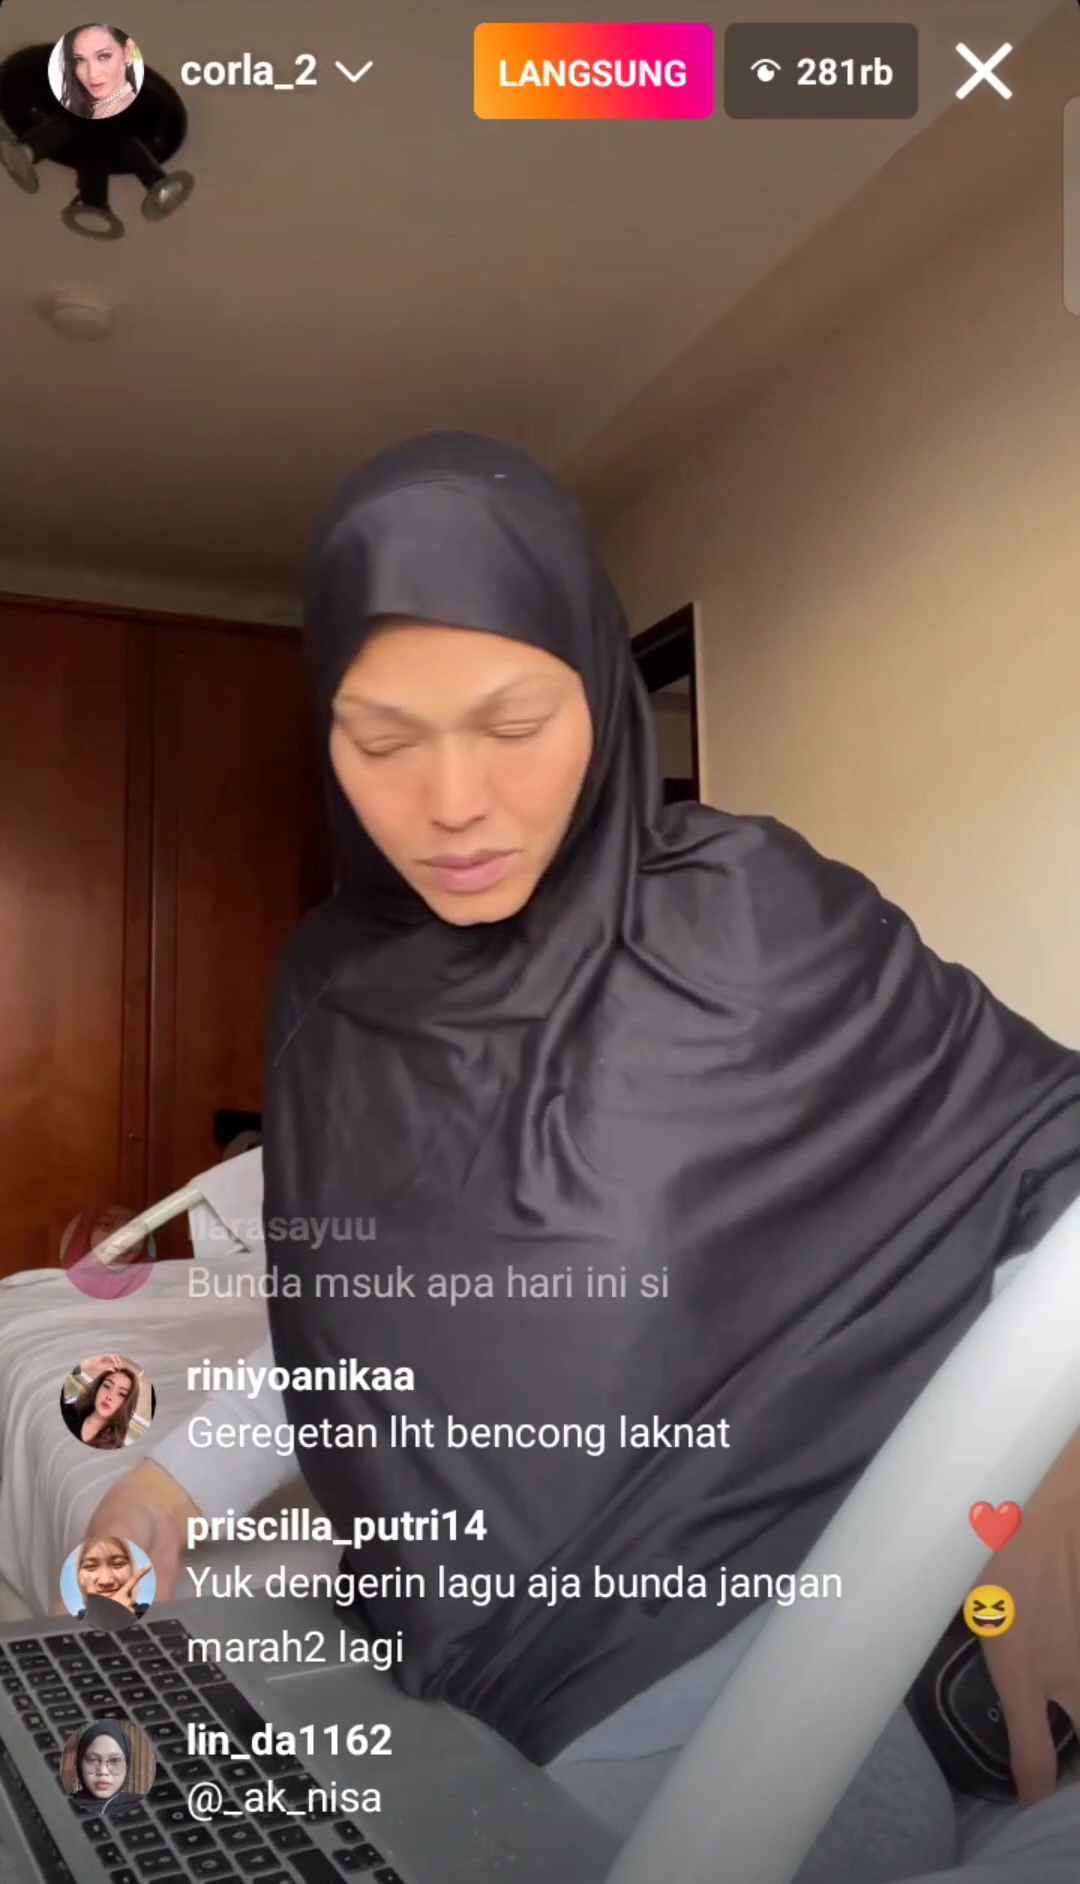 corla_2
LANGSUNG
281rb
llarasayuu
Bunda msuk apa hari ini si
riniyoanikaa
Geregetan lht bencong laknat
priscilla_putri14
Yuk dengerin lagu aja bunda jangan
marah2 lagi
lin_da1162
@_ak_nisa